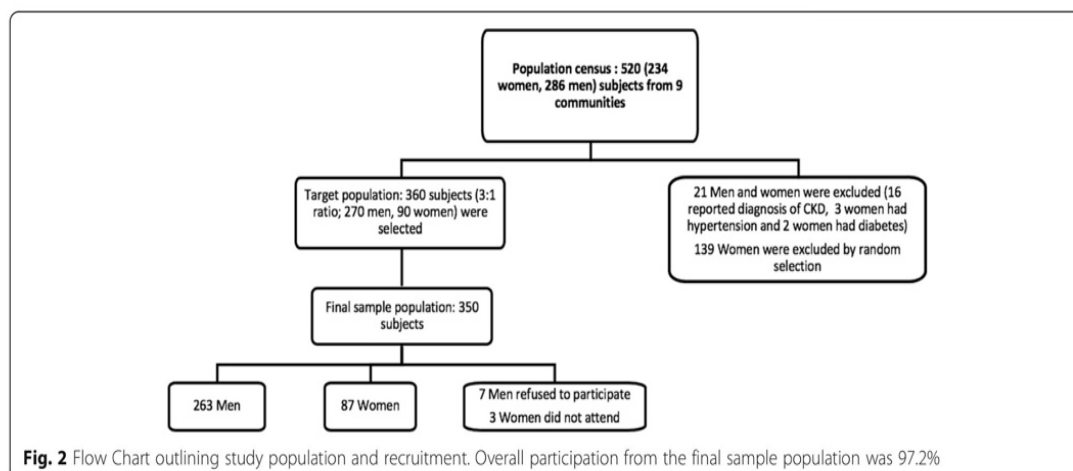 Population census : 520 (234
women, 286 men) subjects from 9
communities
Target population: 360 subjects (3:1
ratio; 270 men, 90 women) were
selected
21 Men and women were excluded (16
reported diagnosis of CKD, 3 women had
hypertension and 2 women had diabetes)
139 Women were excluded by random
selection
Final sample population: 350
subjects
263 Men
87 Women
7 Men refused to participate
3 Women did not attend
Fig. 2 Flow Chart outlining study population and recruitment. Overall participation from the final sample population was 97.2%